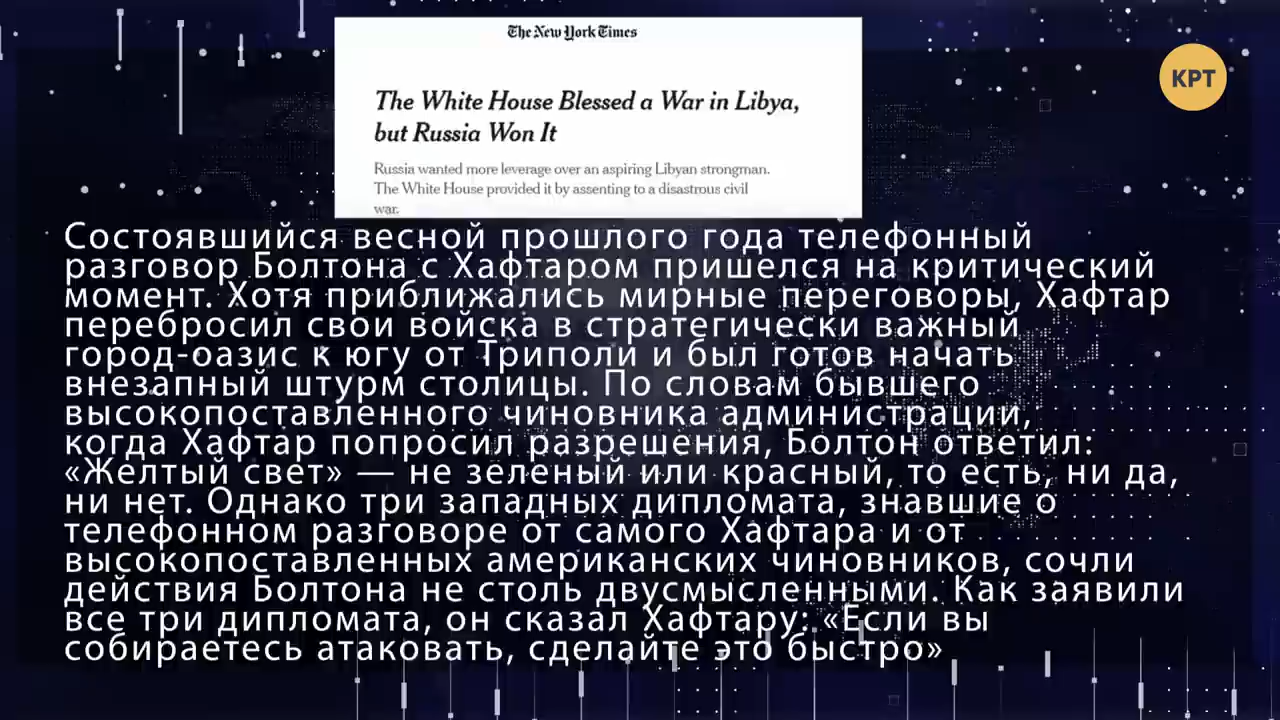 The New York Times
КРТ
The White House Blessed a War in Libya,
but Russia Won It
Russia wanted more leverage over an aspiring Libyan strongman.
The White House provided it by assenting to a disastrous civil
war.
Состоявшийся весной прошлого года телефонный
разговор Болтона с Хафтаром пришелся на критический
момент. Хотя приближались мирные переговоры, Хафтар
перебросил свои войска в стратегически важный
город-оазис к югу от Триполи и был готов начать
внезапный штурм столицы. По словам бывшего
высокопоставленного чиновника администрации,
когда Хафтар попросил разрешения, Болтон ответил:
«Желтый свет» — не зеленый или красный, то есть, ни да,
ни нет. Однако три западных дипломата, знавшие о
телефонном разговоре от самого Хафтара и от
высокопоставленных американских чиновников, сочли
действия Болтона не столь двусмысленными. Как заявили
все три дипломата, он сказал Хафтару: «Если вы
собираетесь атаковать, сделайте это быстро»